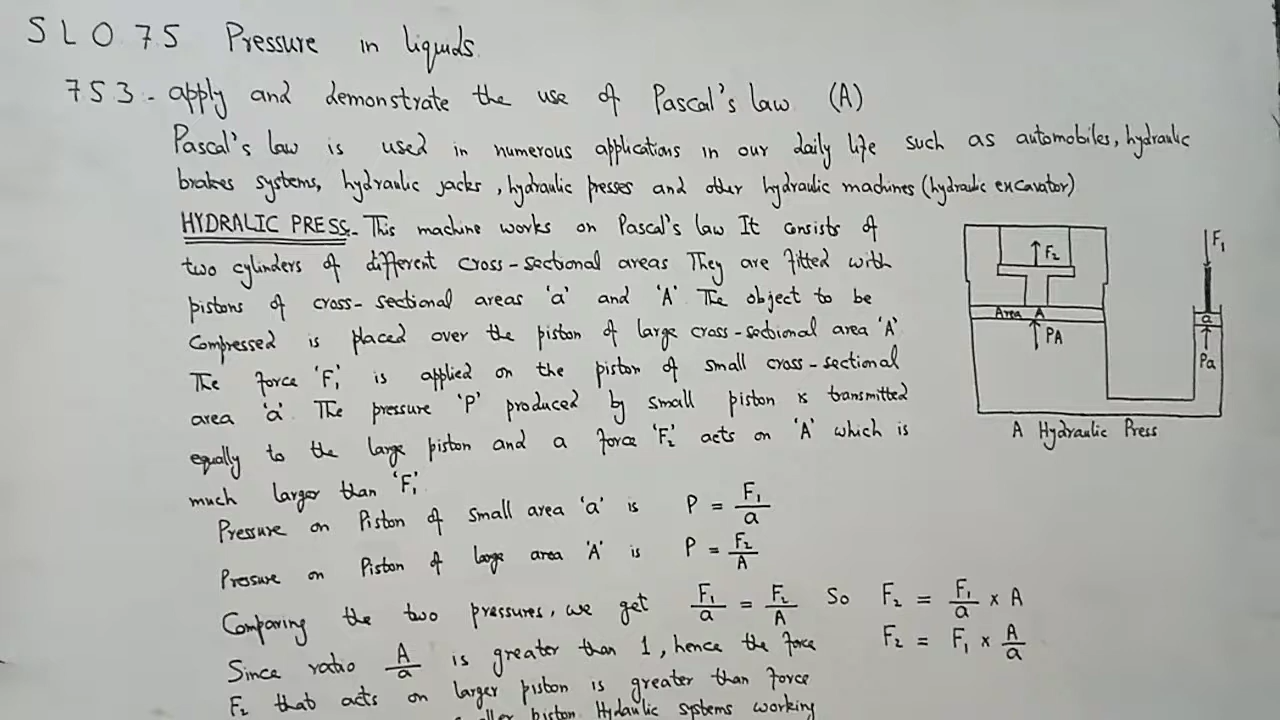 SLO 75 Pressure in liquids.
753 - apply and demonstrate the use of Pascal's law (A)
Pascal's law is used in numerous applications in our daily life such as automobiles, hydraulic
brakes systems, hydraulic jacks, hydraulic presses and other hydraulic machines (hydraulic excavator)
HYDRALIC PRESS- This machine works on Pascal's law It consists of
two cylinders of different cross-sectional areas They are fitted with
pistons of cross-sectional areas 'a' and 'A' The object to be
Compressed is placed over the piston of large cross-sectional area 'A'
The force 'F₁' is applied on the piston of small cross-sectional
area 'a'. The pressure 'P' produced by small piston is transmitted
equally to the large piston and a force 'F₂' acts on 'A' which is
much larger than 'F₁'
F₂
F₁
Area A
a
PA
Pa
A Hydraulic Press
Pressure on Piston of small area 'a' is P = F₁/a
Pressure on Piston of large area 'A' is P = F₂/A
Comparing the two pressures, we get F₁/a = F₂/A So F₂ = F₁/a × A
Since ratio A/a is greater than 1, hence the force F₂ = F₁ × A/a
F₂ that acts on larger piston is greater than force
piston Hydaulic systems working